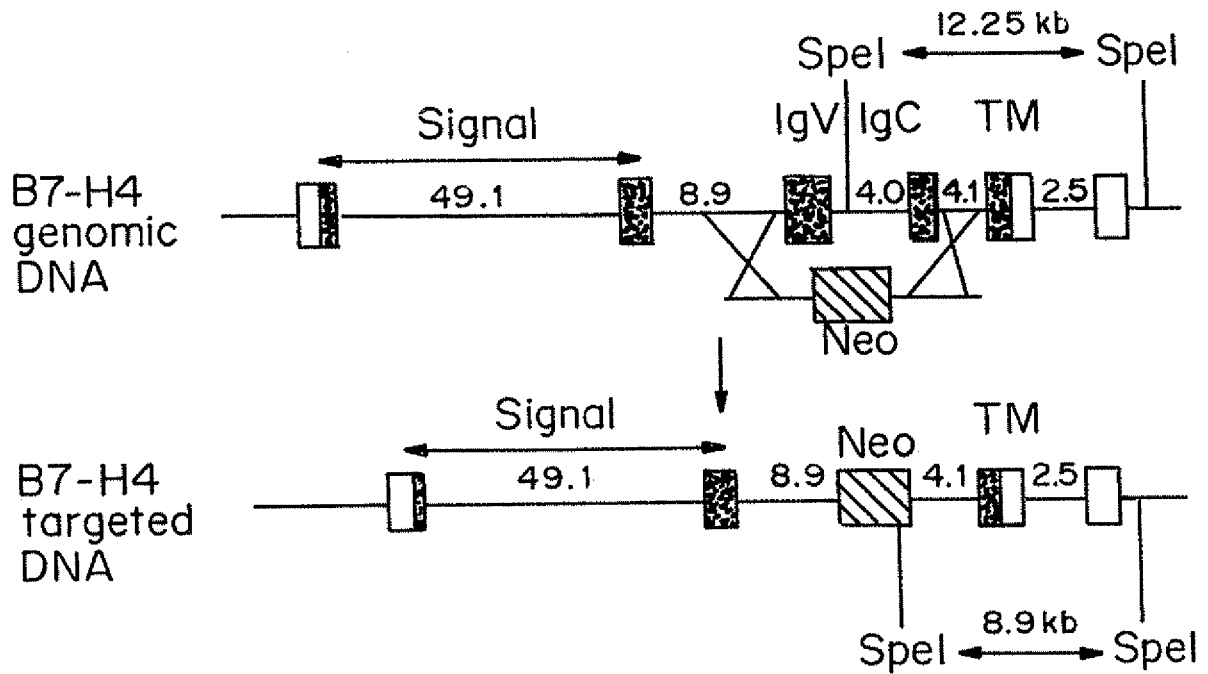 12.25 kb
SpeI SpeI
Signal IgV IgC TM
B7-H4
genomic
DNA
49.1 8.9 4.0 4.1 2.5
Neo
Signal Neo TM
B7-H4
targeted
DNA
49.1 8.9 4.1 2.5
SpeI 8.9 kb SpeI